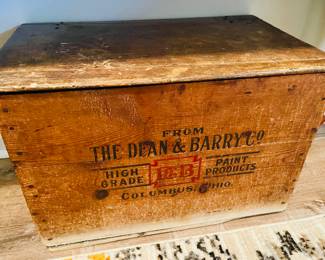 FROM
THE DEAN & BARRY CO
HIGH GRADE D&B PAINT PRODUCTS
COLUMBUS, OHIO